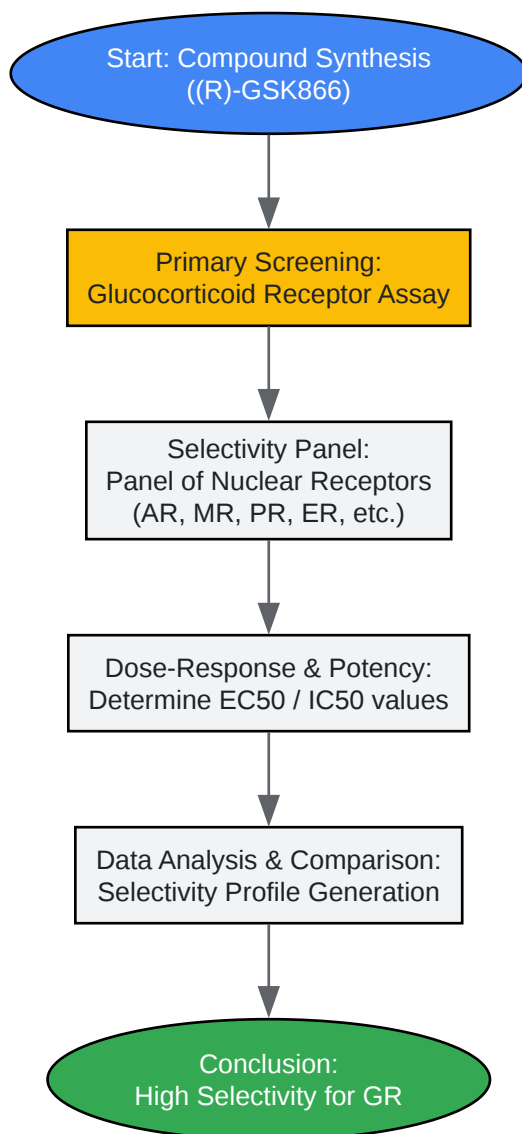 Start: Compound Synthesis
((R)-GSK866)
Primary Screening:
Glucocorticoid Receptor Assay
Selectivity Panel:
Panel of Nuclear Receptors
(AR, MR, PR, ER, etc.)
Dose-Response & Potency:
Determine EC50 / IC50 values
Data Analysis & Comparison:
Selectivity Profile Generation
Conclusion:
High Selectivity for GR